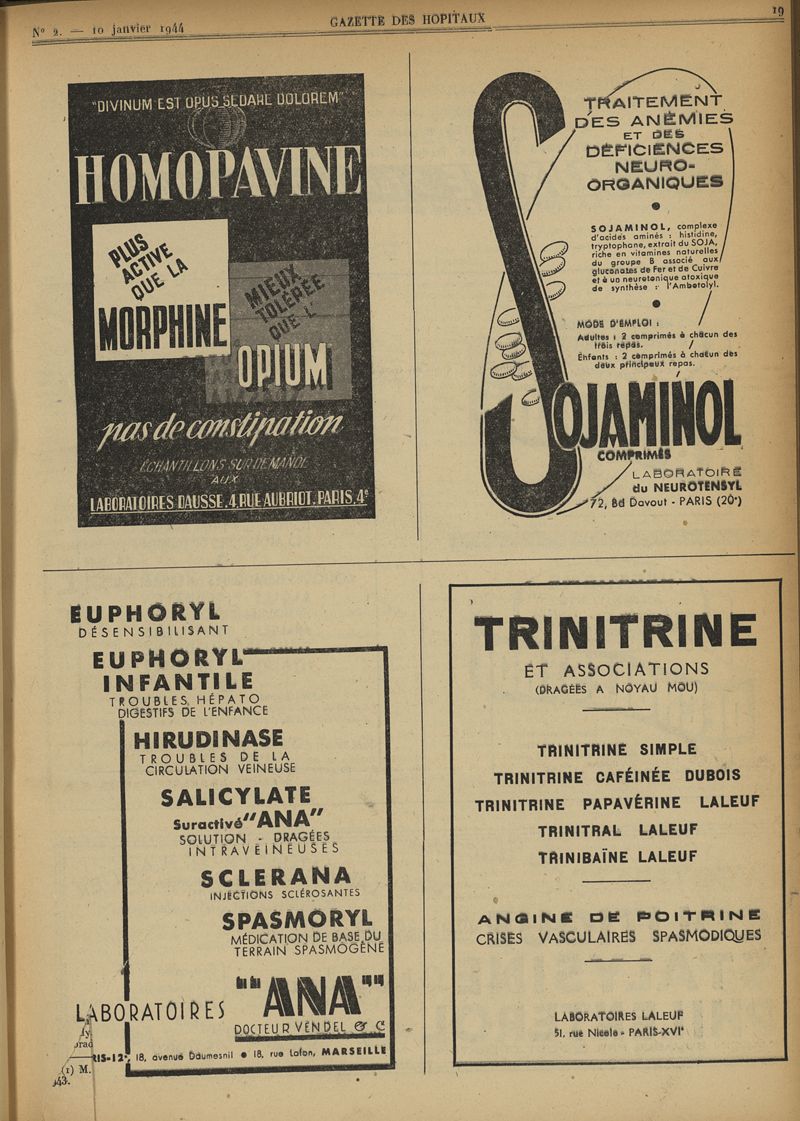 Nº 2. — 10 janvier 1944
GAZETTE DES HOPITAUX
19
"DIVINUM EST OPUS SEDARE DOLOREM"
HOMOPAVINE
PLUS
ACTIVE
QUE LA
MORPHINE
MIEUX
TOLÉRÉE
QUE L'
OPIUM
pas de constipation
ÉCHANTILLONS SUR DEMANDE
AUX
LABORATOIRES DAUSSE, 4, RUE AUBRIOT, PARIS, 4e
TRAITEMENT
DES ANÉMIES
ET DES
DÉFICIENCES
NEURO-
ORGANIQUES
SOJAMINOL, complexe
d'acides aminés : histidine,
tryptophane, extrait du SOJA,
riche en vitamines naturelles
du groupe B associé aux
gluconates de Fer et de Cuivre
et à un neurotonique atoxique
de synthèse : l'Ambotolyl.
MODE D'EMPLOI :
Adultes : 2 comprimés à chacun des
trois repas.
Enfants : 2 comprimés à chacun des
deux principaux repas.
SOJAMINOL
COMPRIMÉS
LABORATOIRE
du NEUROTENSYL
72, Bd Davout - PARIS (20e)
EUPHORYL
DÉSENSIBILISANT
EUPHORYL
INFANTILE
TROUBLES, HÉPATO
DIGESTIFS DE L'ENFANCE
HIRUDINASE
TROUBLES DE LA
CIRCULATION VEINEUSE
SALICYLATE
Suractivé "ANA"
SOLUTION - DRAGÉES
INTRAVEINEUSES
SCLERANA
INJECTIONS SCLÉROSANTES
SPASMORYL
MÉDICATION DE BASE DU
TERRAIN SPASMOGÈNE
LABORATOIRES "ANA"
DOCTEUR VENDEL & Cie
RIS-12e, 18, avenue Daumesnil • 18, rue Lafon, MARSEILLE
(1) M.
943.
TRINITRINE
ET ASSOCIATIONS
(DRAGÉES A NOYAU MOU)
TRINITRINE SIMPLE
TRINITRINE CAFÉINÉE DUBOIS
TRINITRINE PAPAVÉRINE LALEUF
TRINITRAL LALEUF
TRINIBAÏNE LALEUF
ANGINE DE POITRINE
CRISES VASCULAIRES SPASMODIQUES
LABORATOIRES LALEUF
51, rue Nicolo - PARIS-XVIe